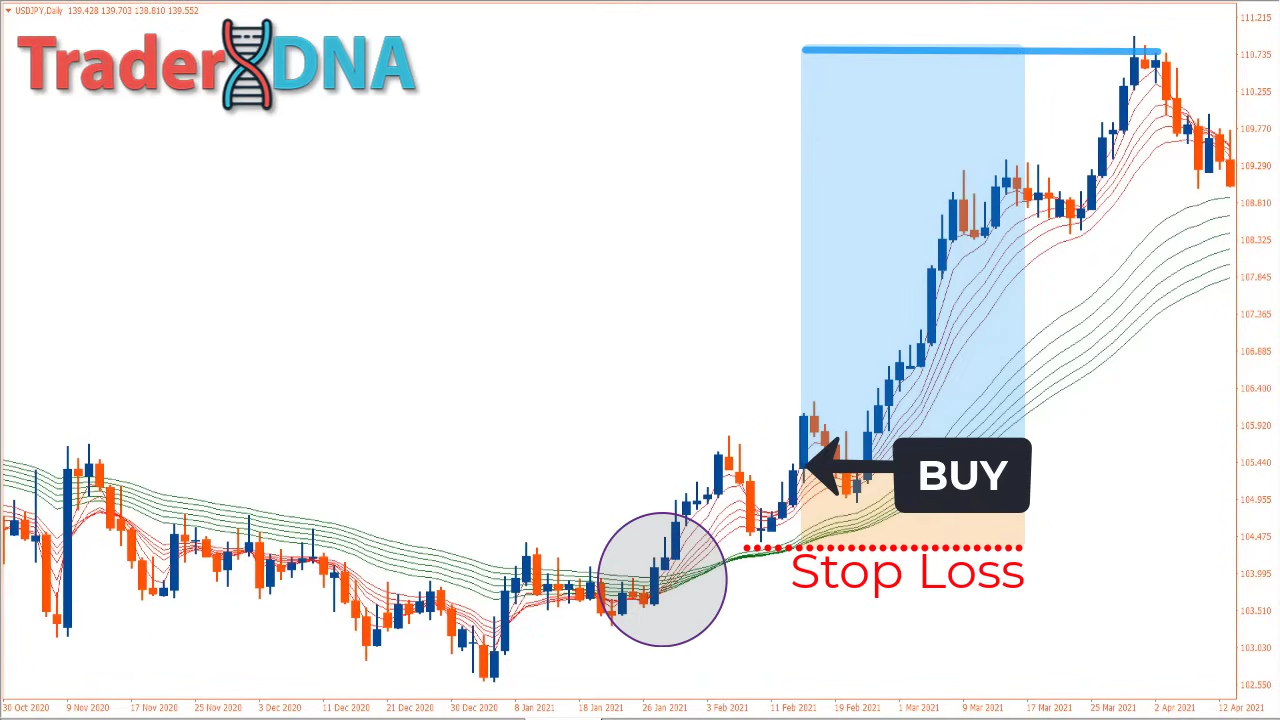 USDJPY,Daily 139.428 139.703 138.810 139.552
TraderDNA
111.215
110.735
110.255
109.770
109.290
108.810
108.325
107.845
107.365
106.885
106.400
105.920
105.440
104.955
104.475
103.995
103.510
103.030
102.550
BUY
Stop Loss
30 Oct 2020
9 Nov 2020
17 Nov 2020
25 Nov 2020
3 Dec 2020
11 Dec 2020
21 Dec 2020
30 Dec 2020
8 Jan 2021
18 Jan 2021
26 Jan 2021
3 Feb 2021
11 Feb 2021
19 Feb 2021
1 Mar 2021
9 Mar 2021
17 Mar 2021
25 Mar 2021
2 Apr 2021
12 Apr 2021